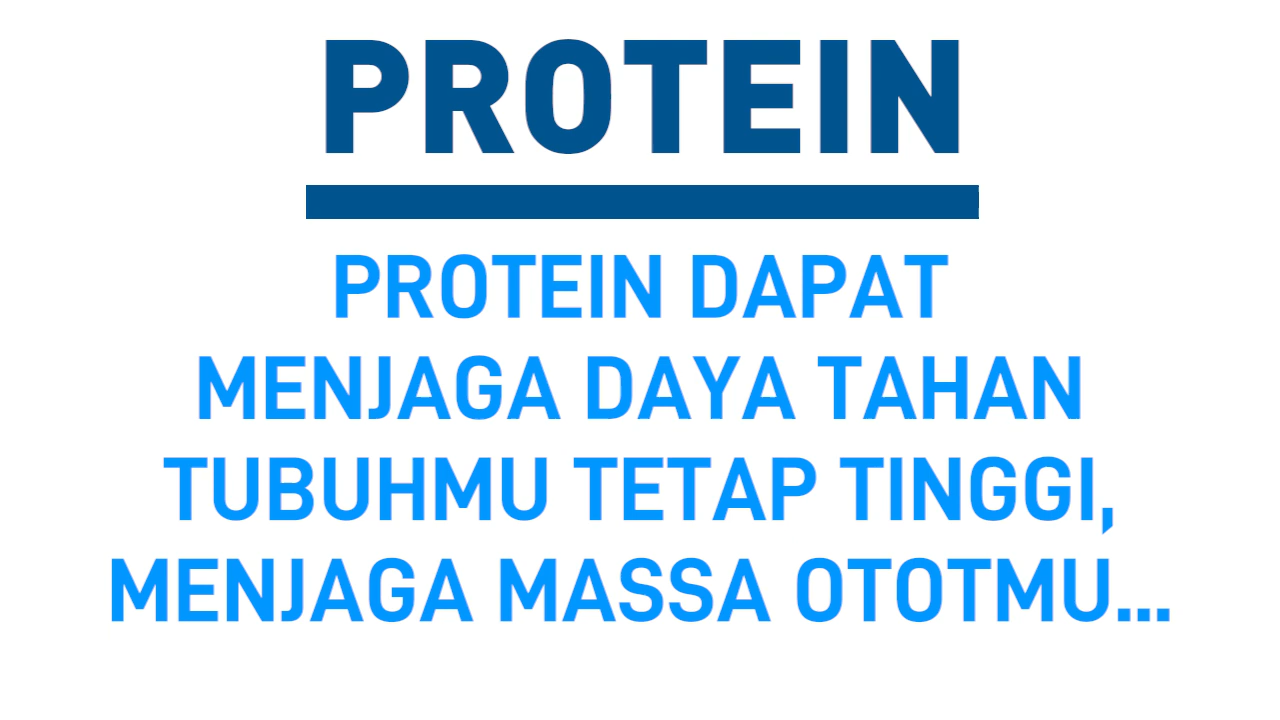 PROTEIN
PROTEIN DAPAT
MENJAGA DAYA TAHAN
TUBUHMU TETAP TINGGI,
MENJAGA MASSA OTOTMU...